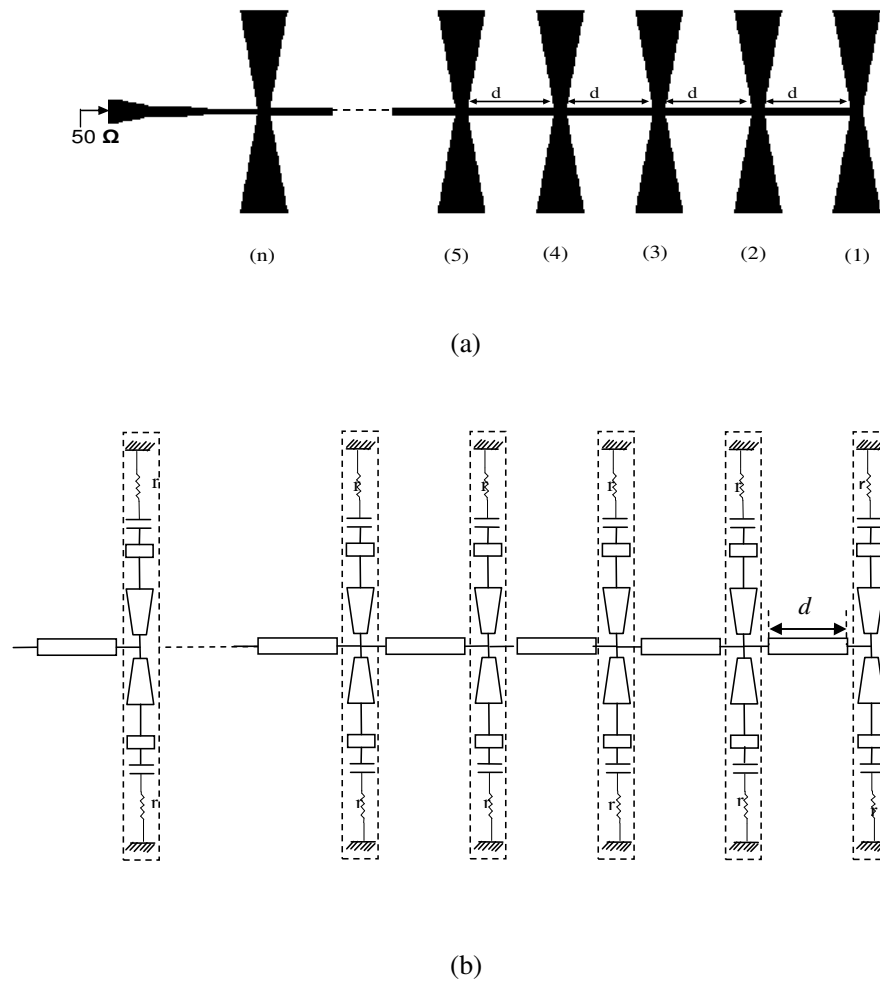 d d d d
50 Ω
(n) (5) (4) (3) (2) (1)
(a)
r r r r r r
d
r r r r r r
(b)